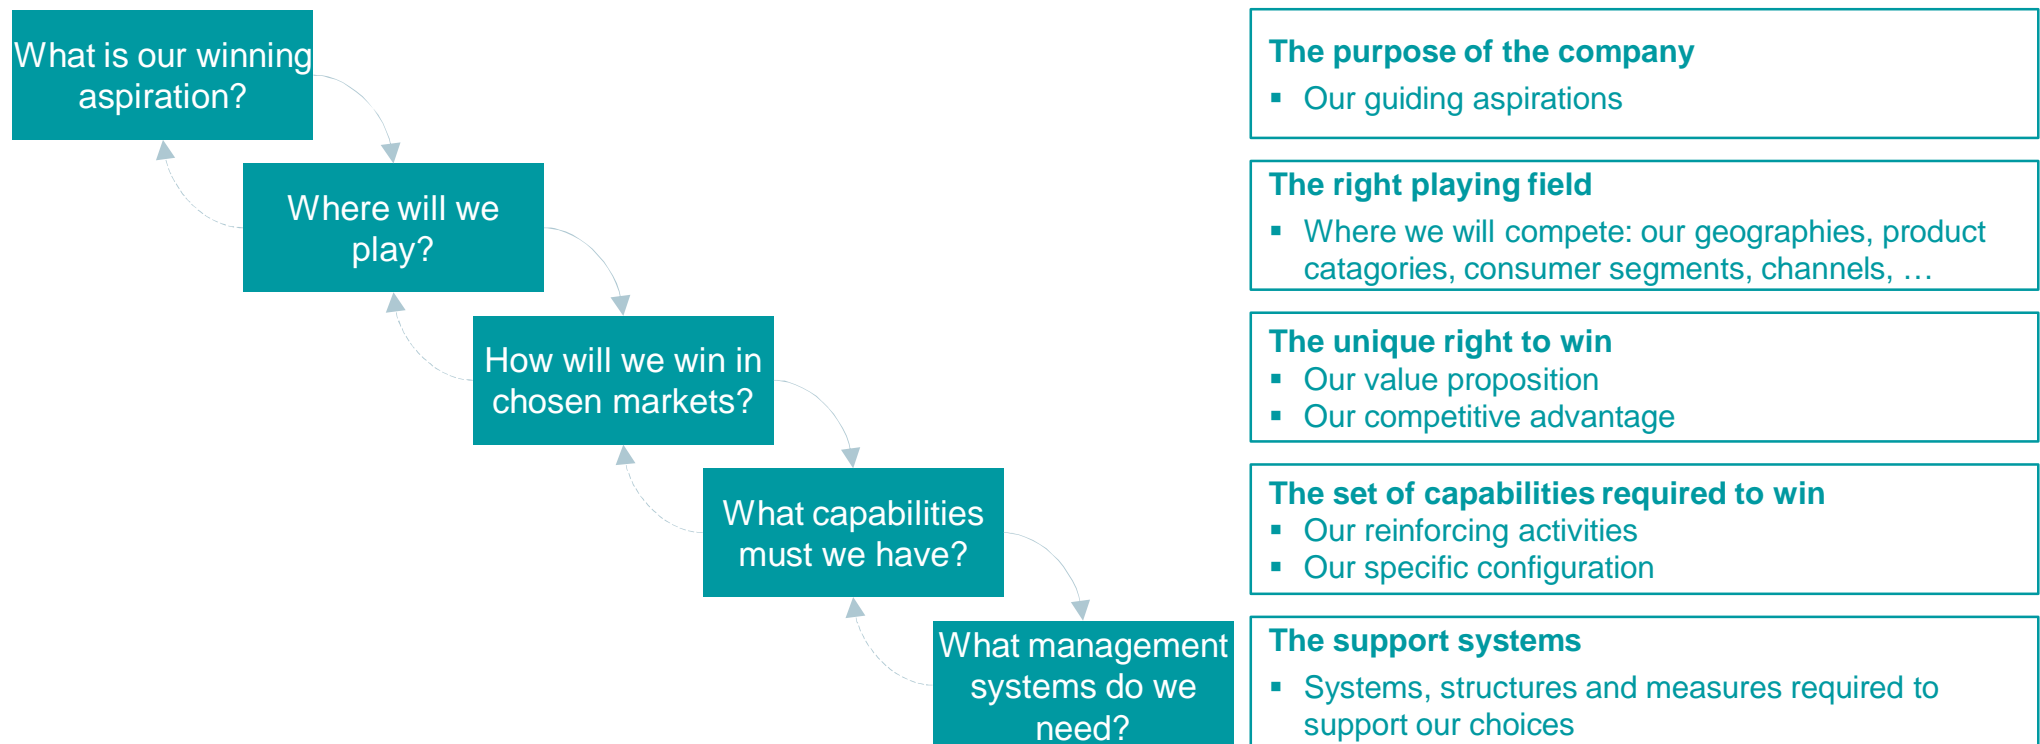 What is our winning
aspiration?
The purpose of the company
▪ Our guiding aspirations
Where will we
play?
The right playing field
▪ Where we will compete: our geographies, product
catagories, consumer segments, channels, …
How will we win in
chosen markets?
The unique right to win
▪ Our value proposition
▪ Our competitive advantage
What capabilities
must we have?
The set of capabilities required to win
▪ Our reinforcing activities
▪ Our specific configuration
What management
systems do we
need?
The support systems
▪ Systems, structures and measures required to
support our choices